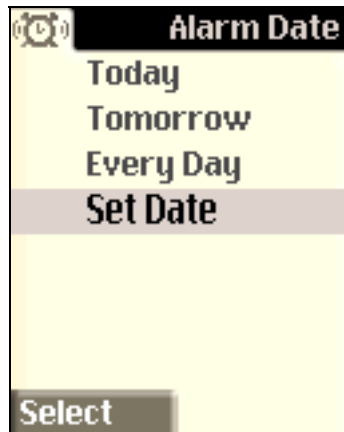 Alarm Date
Today
Tomorrow
Every Day
Set Date
Select